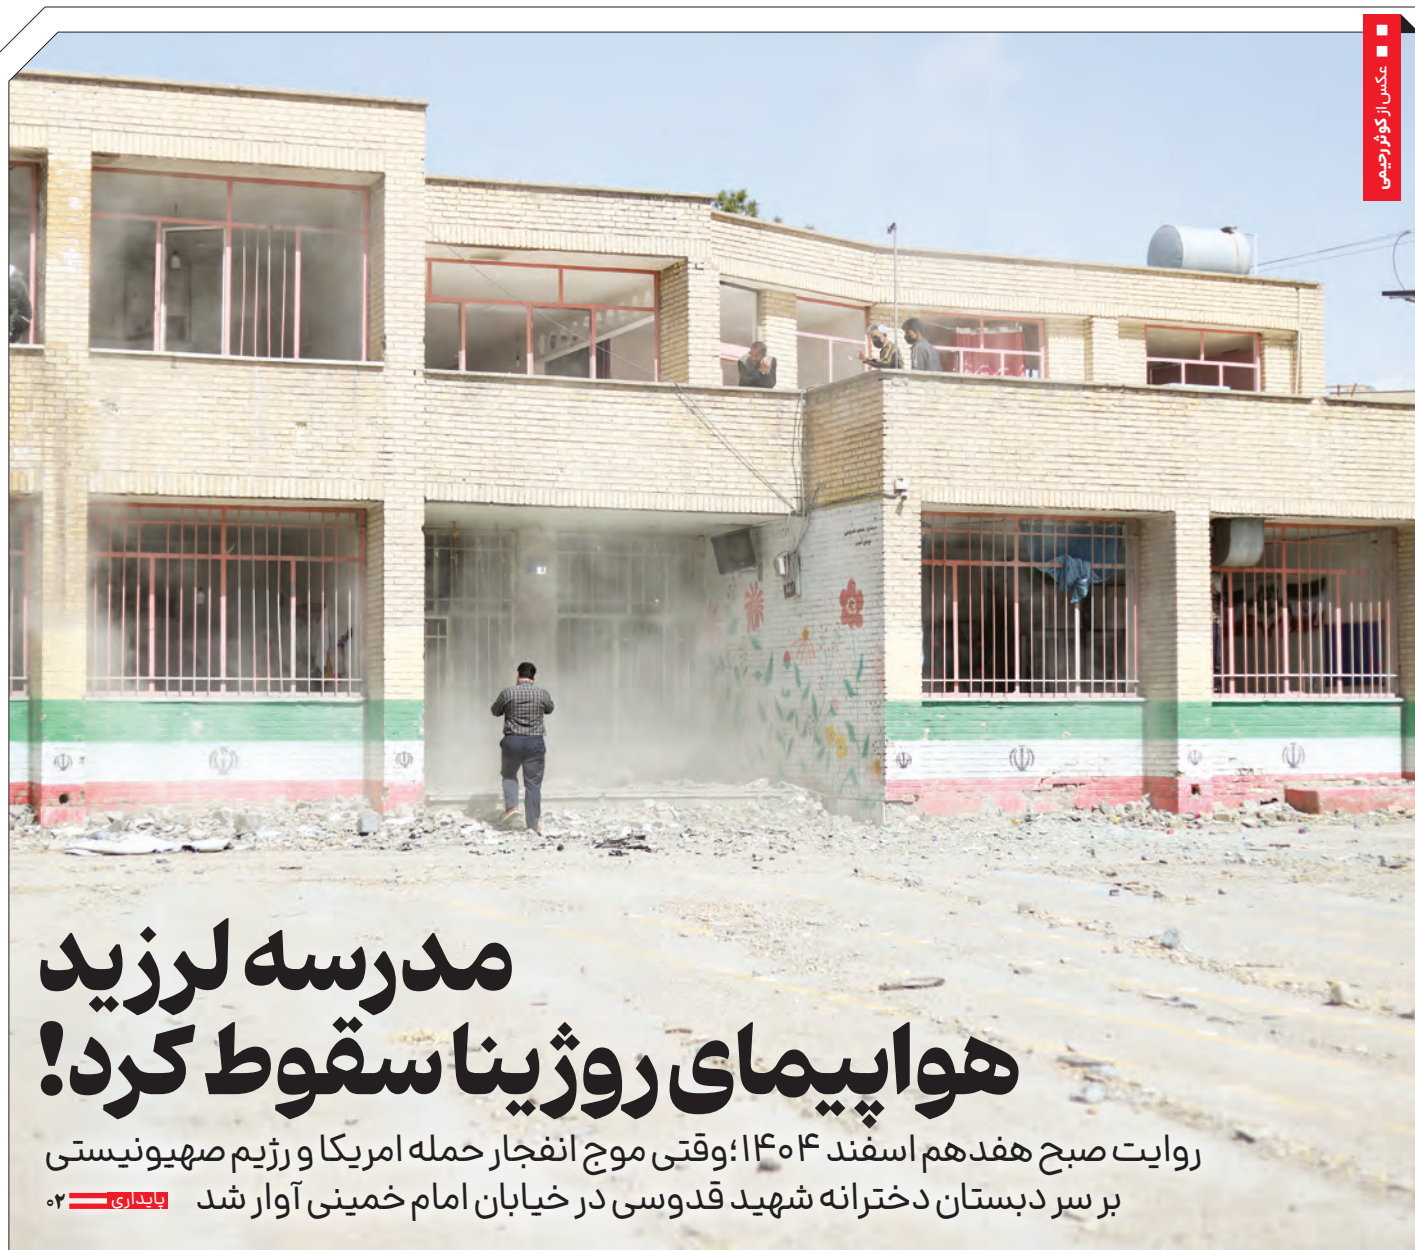 عکس از کوثر رحیمی
مدرسه لرزید
هواپیمای روژینا سقوط کرد!
روایت صبح هفدهم اسفند ۱۴۰۴؛وقتی موج انفجار حمله امریکا و رژیم صهیونیستی
بر سر دبستان دخترانه شهید قدوسی در خیابان امام خمینی آوار شد
پایداری ۰۲